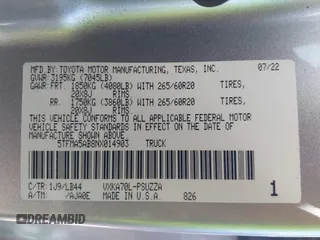 MFD BY:TOYOTA MOTOR MANUFACTURING, TEXAS, INC. 07/22
GVWR 3195KG (7045LB)
GAWR:FRT. 1850KG (4080LB) WITH 265/60R20 TIRES,
20X8J RIMS
RR. 1750KG (3860LB) WITH 265/60R20 TIRES,
20X8J RIMS
THIS VEHICLE CONFORMS TO ALL APPLICABLE FEDERAL MOTOR
VEHICLE SAFETY STANDARDS IN EFFECT ON THE DATE OF
MANUFACTURE SHOWN ABOVE.
5TFMA5AB8NX014903 TRUCK
C/TR:1J9/LB44 VXKA70L-PSUZZA
A/TM: /AJA0E MADE IN U.S.A. 826
1
DREAMBID